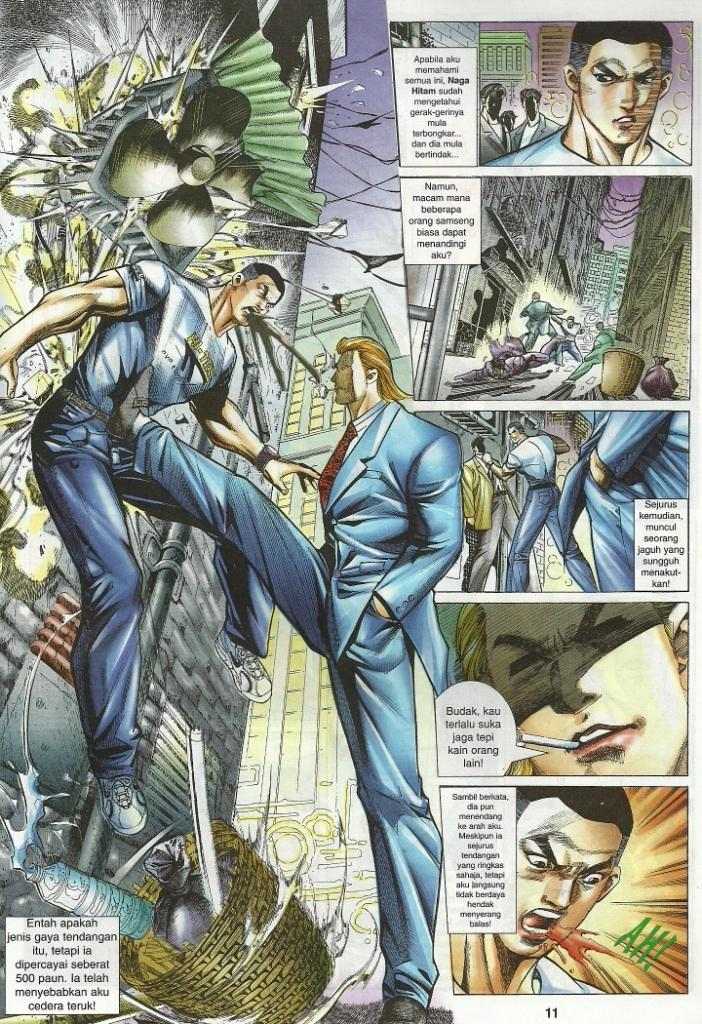 Apabila aku
memahami
semua ini, Naga
Hitam sudah
mengetahui
gerak-gerinya
mula
terbongkar...
dan dia mula
bertindak...
Namun,
macam mana
beberapa
orang samseng
biasa dapat
menandingi
aku?
Sejurus
kemudian,
muncul
seorang
jaguh yang
sungguh
menakut-
kan!
Budak, kau
terlalu suka
jaga tepi
kain orang
lain!
Sambil berkata,
dia pun
menendang
ke arah aku.
Meskipun ia
sejurus
tendangan
yang ringkas
sahaja, tetapi
aku langsung
tidak berdaya
hendak
menyerang
balas!
AH!
Entah apakah
jenis gaya tendangan
itu, tetapi ia
dipercayai seberat
500 paun. Ia telah
menyebabkan aku
cedera teruk!
11